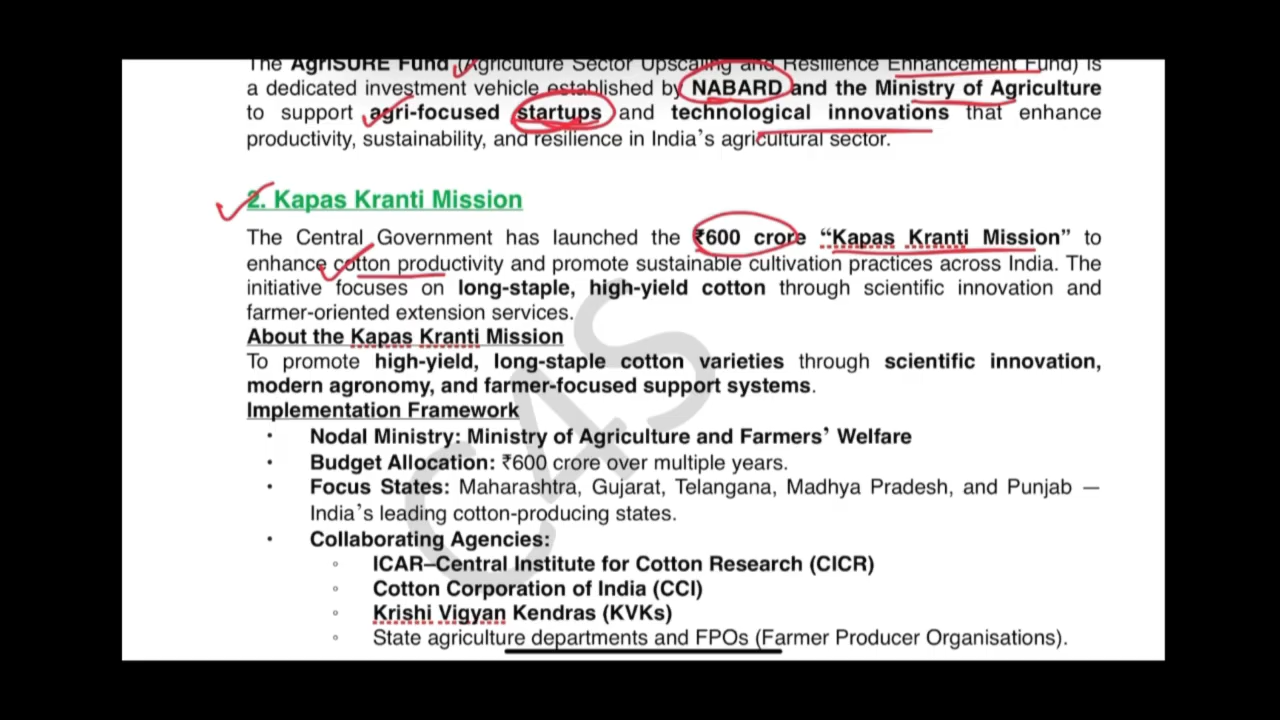 The AgriSURE Fund (Agriculture Sector Upscaling and Resilience Enhancement Fund) is
a dedicated investment vehicle established by NABARD and the Ministry of Agriculture
to support agri-focused startups and technological innovations that enhance
productivity, sustainability, and resilience in India’s agricultural sector.
2. Kapas Kranti Mission
The Central Government has launched the ₹600 crore “Kapas Kranti Mission” to
enhance cotton productivity and promote sustainable cultivation practices across India. The
initiative focuses on long-staple, high-yield cotton through scientific innovation and
farmer-oriented extension services.
About the Kapas Kranti Mission
To promote high-yield, long-staple cotton varieties through scientific innovation,
modern agronomy, and farmer-focused support systems.
Implementation Framework
• Nodal Ministry: Ministry of Agriculture and Farmers’ Welfare
• Budget Allocation: ₹600 crore over multiple years.
• Focus States: Maharashtra, Gujarat, Telangana, Madhya Pradesh, and Punjab —
India’s leading cotton-producing states.
• Collaborating Agencies:
◦ ICAR–Central Institute for Cotton Research (CICR)
◦ Cotton Corporation of India (CCI)
◦ Krishi Vigyan Kendras (KVKs)
◦ State agriculture departments and FPOs (Farmer Producer Organisations).
C4S